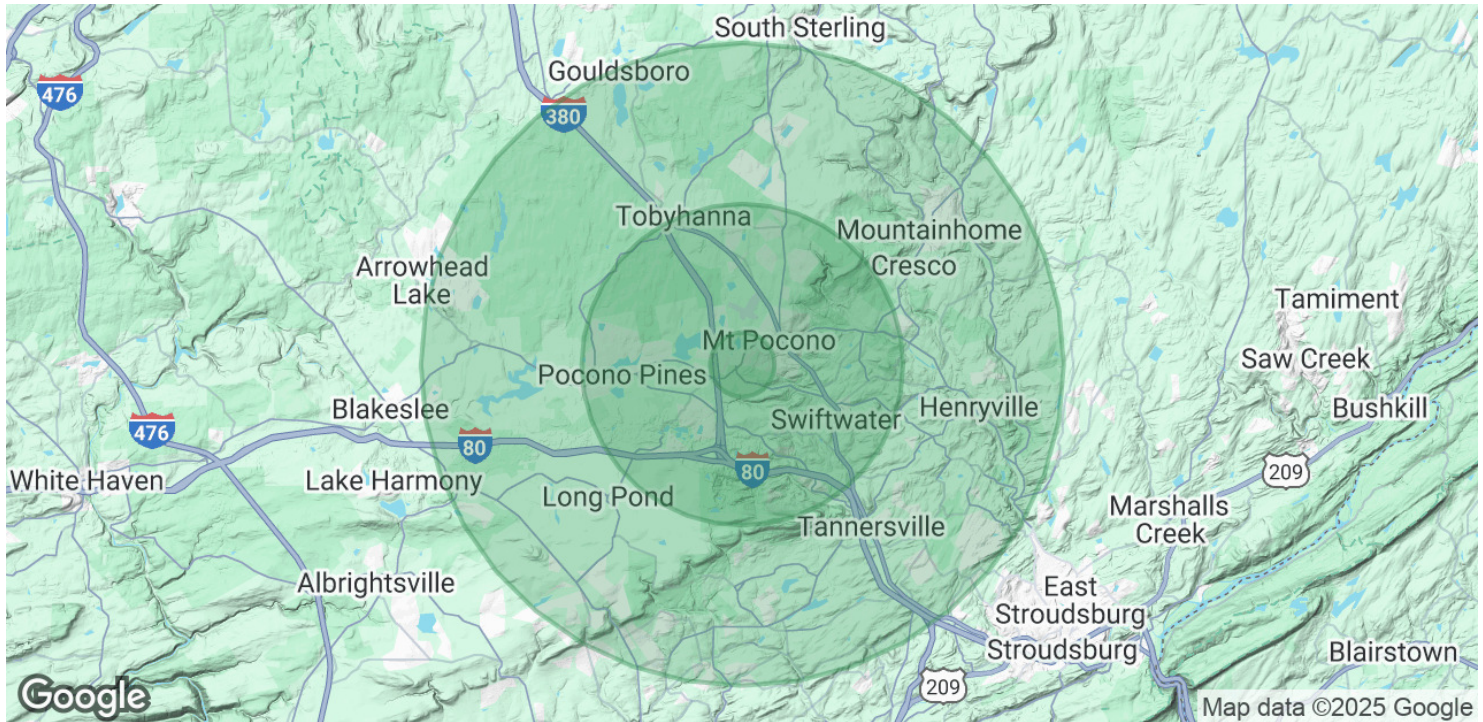 South Sterling
Gouldsboro
476
380
Tobyhanna
Mountainhome
Cresco
Arrowhead
Lake
Tamiment
Mt Pocono
Saw Creek
Pocono Pines
Blakeslee
Henryville
Bushkill
Swiftwater
476
80
80
209
White Haven
Lake Harmony
Long Pond
Marshalls
Creek
Tannersville
Albrightsville
East
Stroudsburg
Stroudsburg
Blairstown
209
Google
Map data ©2025 Google